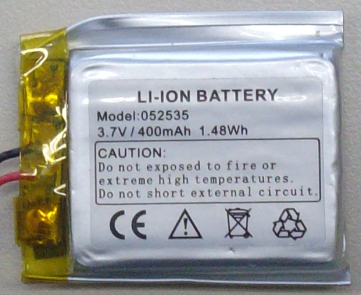 LI-ION BATTERY
Model:052535
3.7V/400mAh 1.48Wh
CAUTION:
Do not exposed to fire or
extreme high temperatures.
Do not short external circuit.
CE